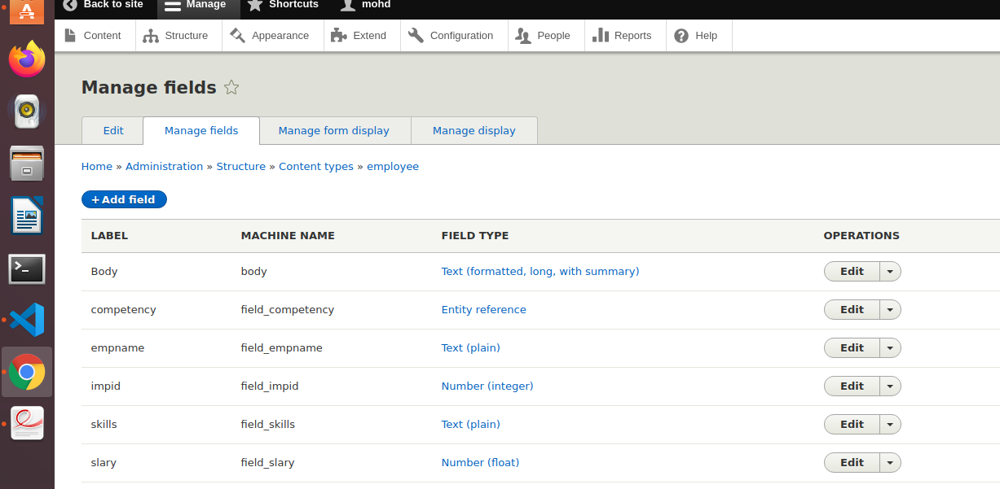 Back to site Manage Shortcuts mohd
Content Structure Appearance Extend Configuration People Reports Help
Manage fields
Edit Manage fields Manage form display Manage display
Home » Administration » Structure » Content types » employee
+ Add field
LABEL MACHINE NAME FIELD TYPE OPERATIONS
Body body Text (formatted, long, with summary) Edit
competency field_competency Entity reference Edit
empname field_empname Text (plain) Edit
impid field_impid Number (integer) Edit
skills field_skills Text (plain) Edit
slary field_slary Number (float) Edit